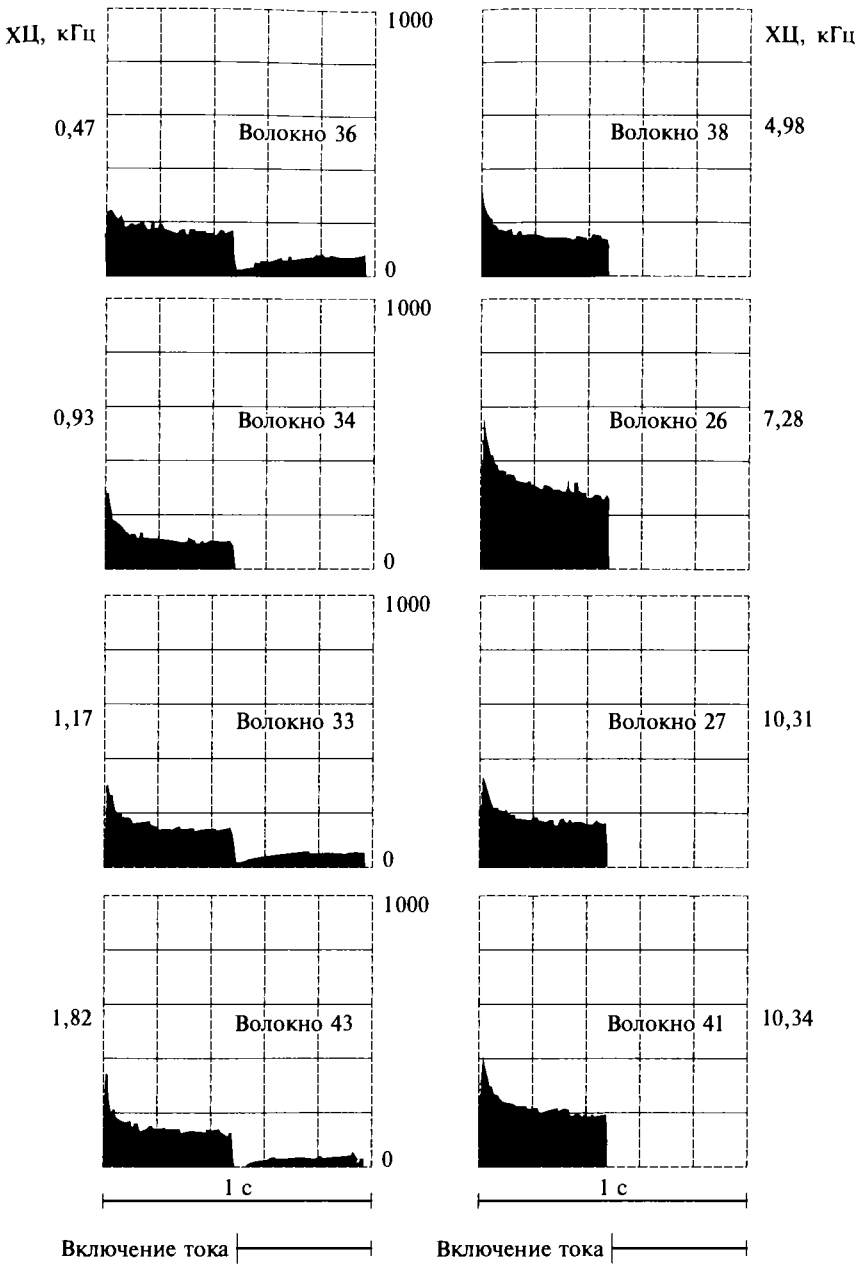 ХЦ, кГц
1000
ХЦ, кГц
0,47
Волокно 36
Волокно 38
4,98
0
1000
0,93
Волокно 34
Волокно 26
7,28
0
1000
1,17
Волокно 33
Волокно 27
10,31
0
1000
1,82
Волокно 43
Волокно 41
10,34
0
1 с
1 с
Включение тока
Включение тока